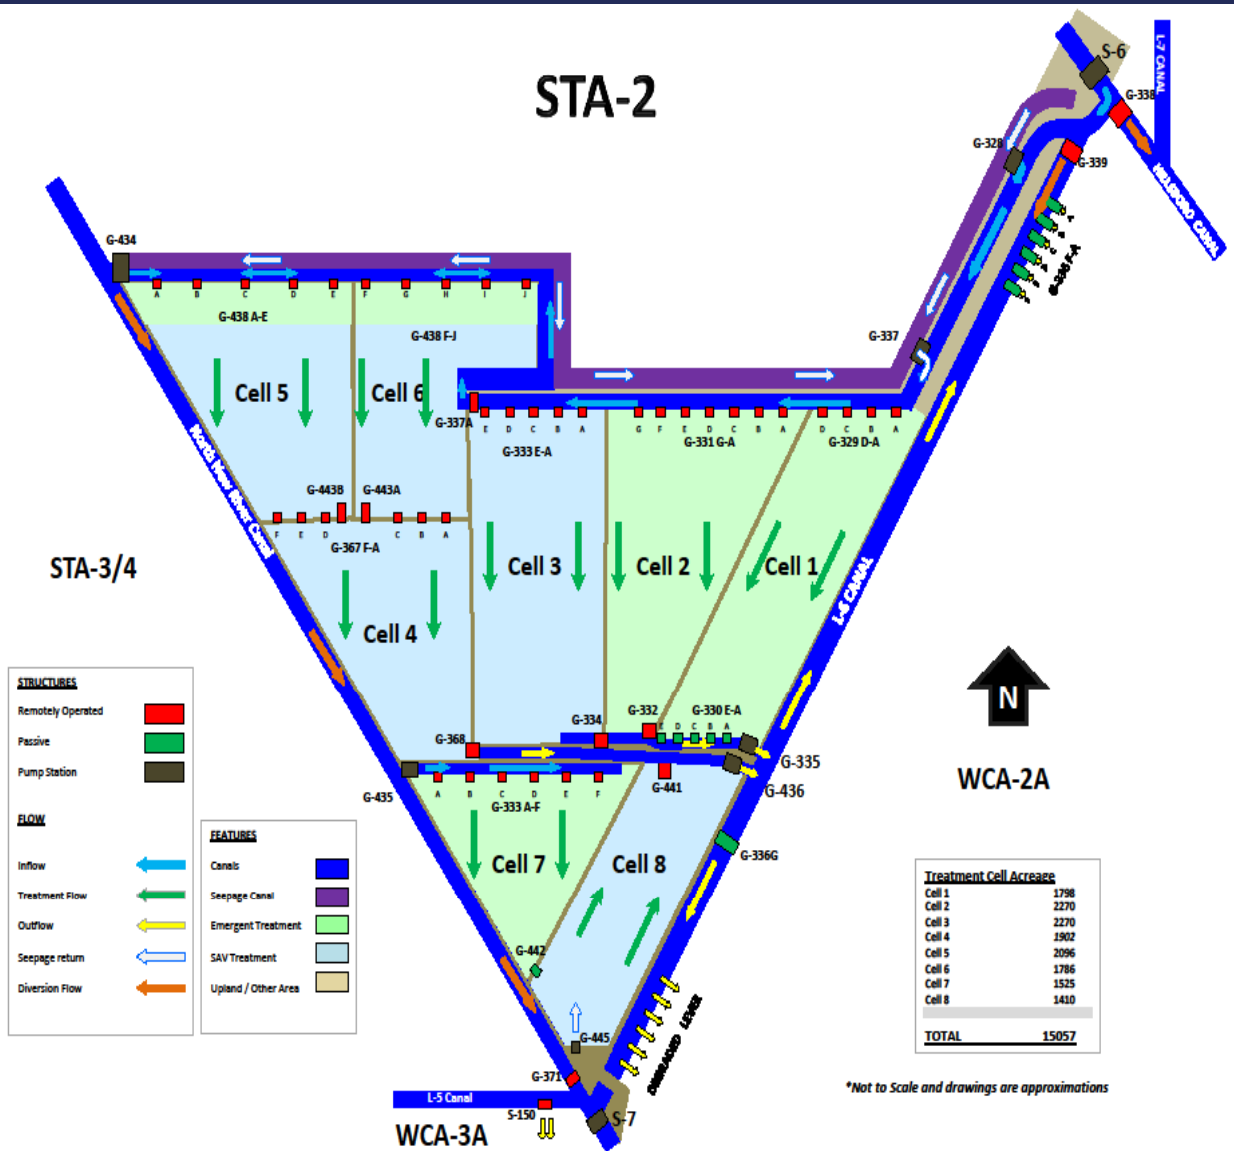 STA-2
S-6
L-7 CANAL
G-338
G-328
G-339
HILLSBORO CANAL
G-336 F-A
G-434
A B C D E F G H I J
G-438 A-E
G-438 F-J
G-337
Cell 5
Cell 6
G-337A
E D C B A
G F E D C B A
D C B A
G-333 E-A
G-331 G-A
G-329 D-A
North New River Canal
G-443B
G-443A
F E D C B A
G-367 F-A
STA-3/4
Cell 3
Cell 2
Cell 1
L-6 CANAL
Cell 4
N
WCA-2A
G-332
G-330 E-A
E D C B A
G-334
G-368
G-335
G-436
G-441
G-435
A B C D E F
G-333 A-F
G-336G
Cell 7
Cell 8
G-442
G-445
G-371
DEGRADED LEVEE
L-5 Canal
S-150
S-7
WCA-3A
STRUCTURES
Remotely Operated
Passive
Pump Station
FLOW
Inflow
Treatment Flow
Outflow
Seepage return
Diversion Flow
FEATURES
Canals
Seepage Canal
Emergent Treatment
SAV Treatment
Upland / Other Area
Treatment Cell Acreage
Cell 1 1798
Cell 2 2270
Cell 3 2270
Cell 4 1902
Cell 5 2096
Cell 6 1786
Cell 7 1525
Cell 8 1410
TOTAL 15057
*Not to Scale and drawings are approximations